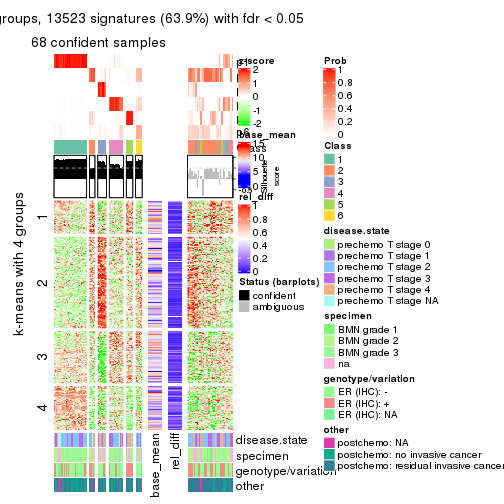 groups, 13523 signatures (63.9%) with fdr < 0.05
68 confident samples
k-means with 4 groups
1
2
3
4
base_mean
rel_diff
disease.state
specimen
genotype/variation
other
z-score
2
1
0
-1
-2
base_mean
15
10
5
0
Silhouette
score
rel_diff
1
0.8
0.6
0.4
0.2
0
Status (barplots)
confident
ambiguous
Prob
1
0.8
0.6
0.4
0.2
0
Class
1
2
3
4
5
6
disease.state
prechemo T stage 0
prechemo T stage 1
prechemo T stage 2
prechemo T stage 3
prechemo T stage 4
prechemo T stage NA
specimen
BMN grade 1
BMN grade 2
BMN grade 3
na
genotype/variation
ER (IHC): -
ER (IHC): +
ER (IHC): NA
other
postchemo: NA
postchemo: no invasive cancer
postchemo: residual invasive cancer